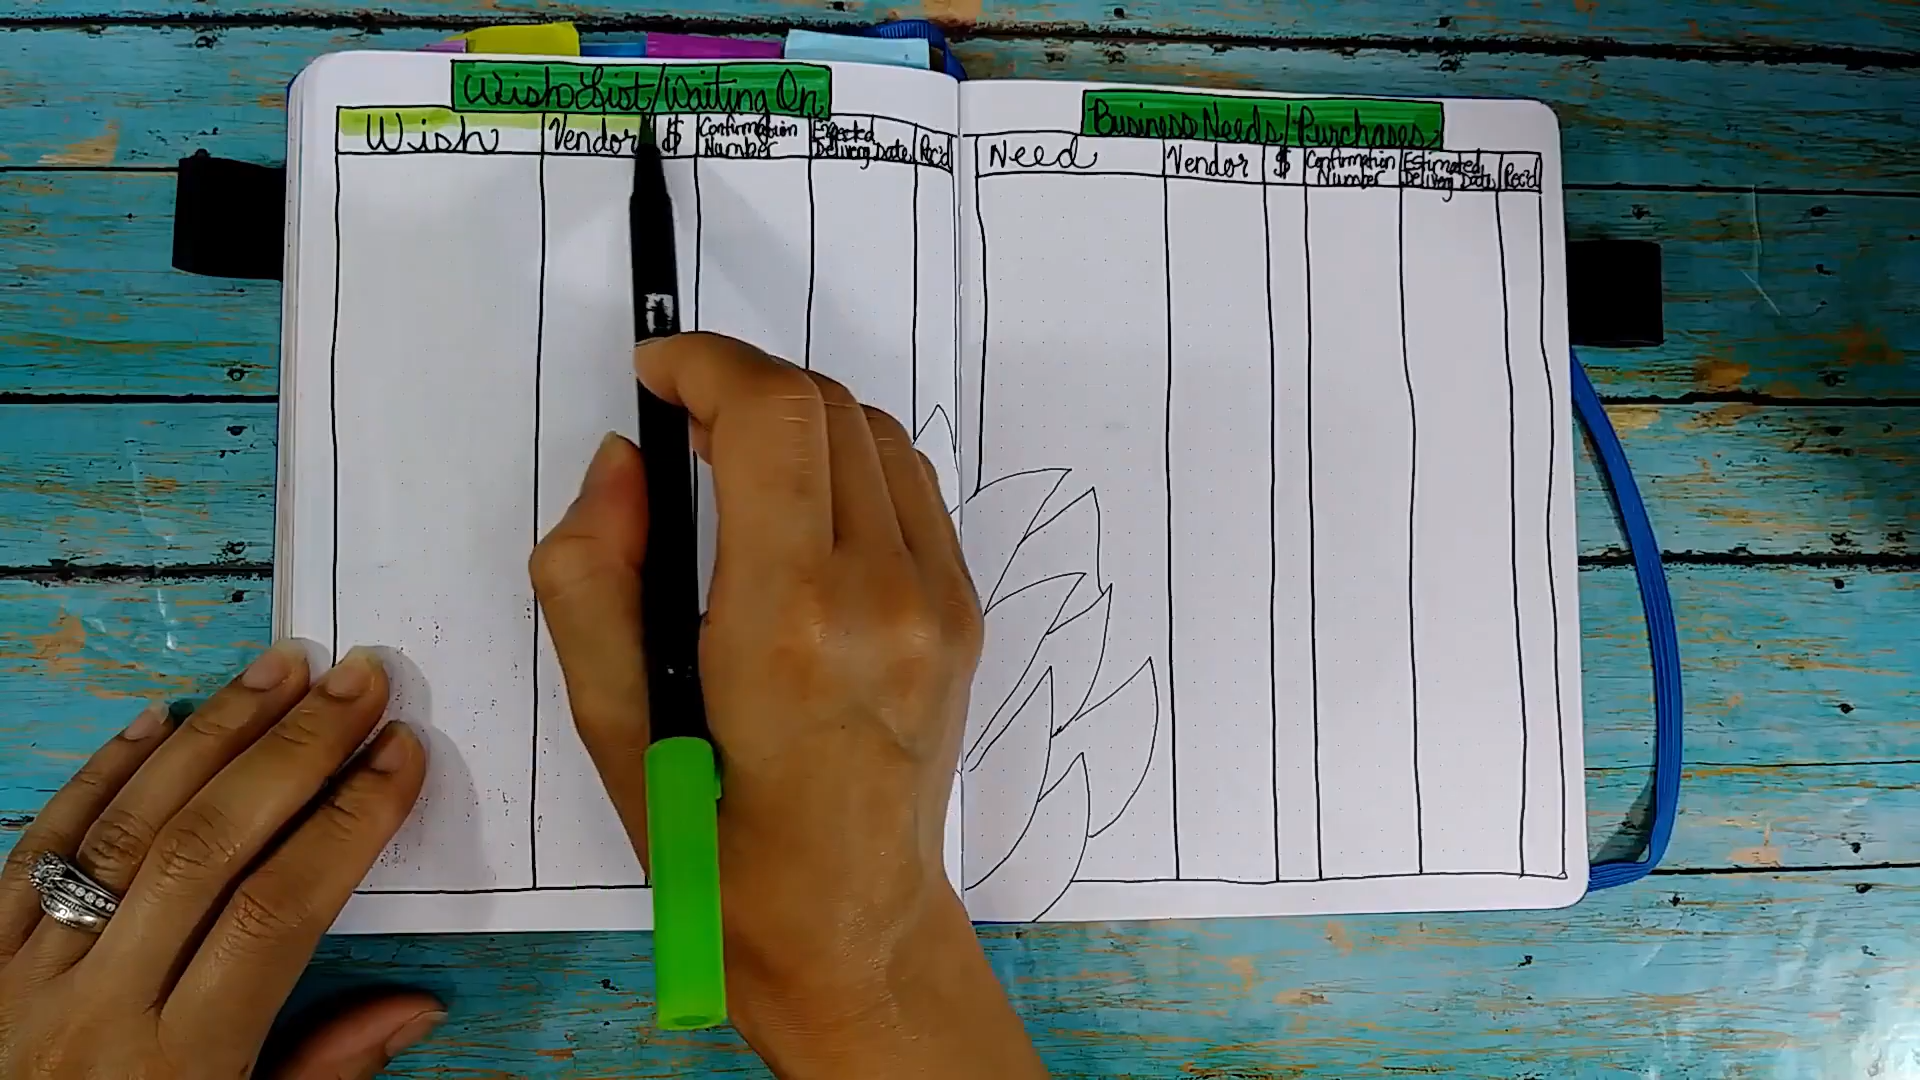 Wish List/Waiting On
Wish
Vendor
$
Confirmation
Number
Expected
Delivery Date
Rec'd
Business Needs/Purchases
Need
Vendor
$
Confirmation
Number
Estimated
Delivery Date
Rec'd